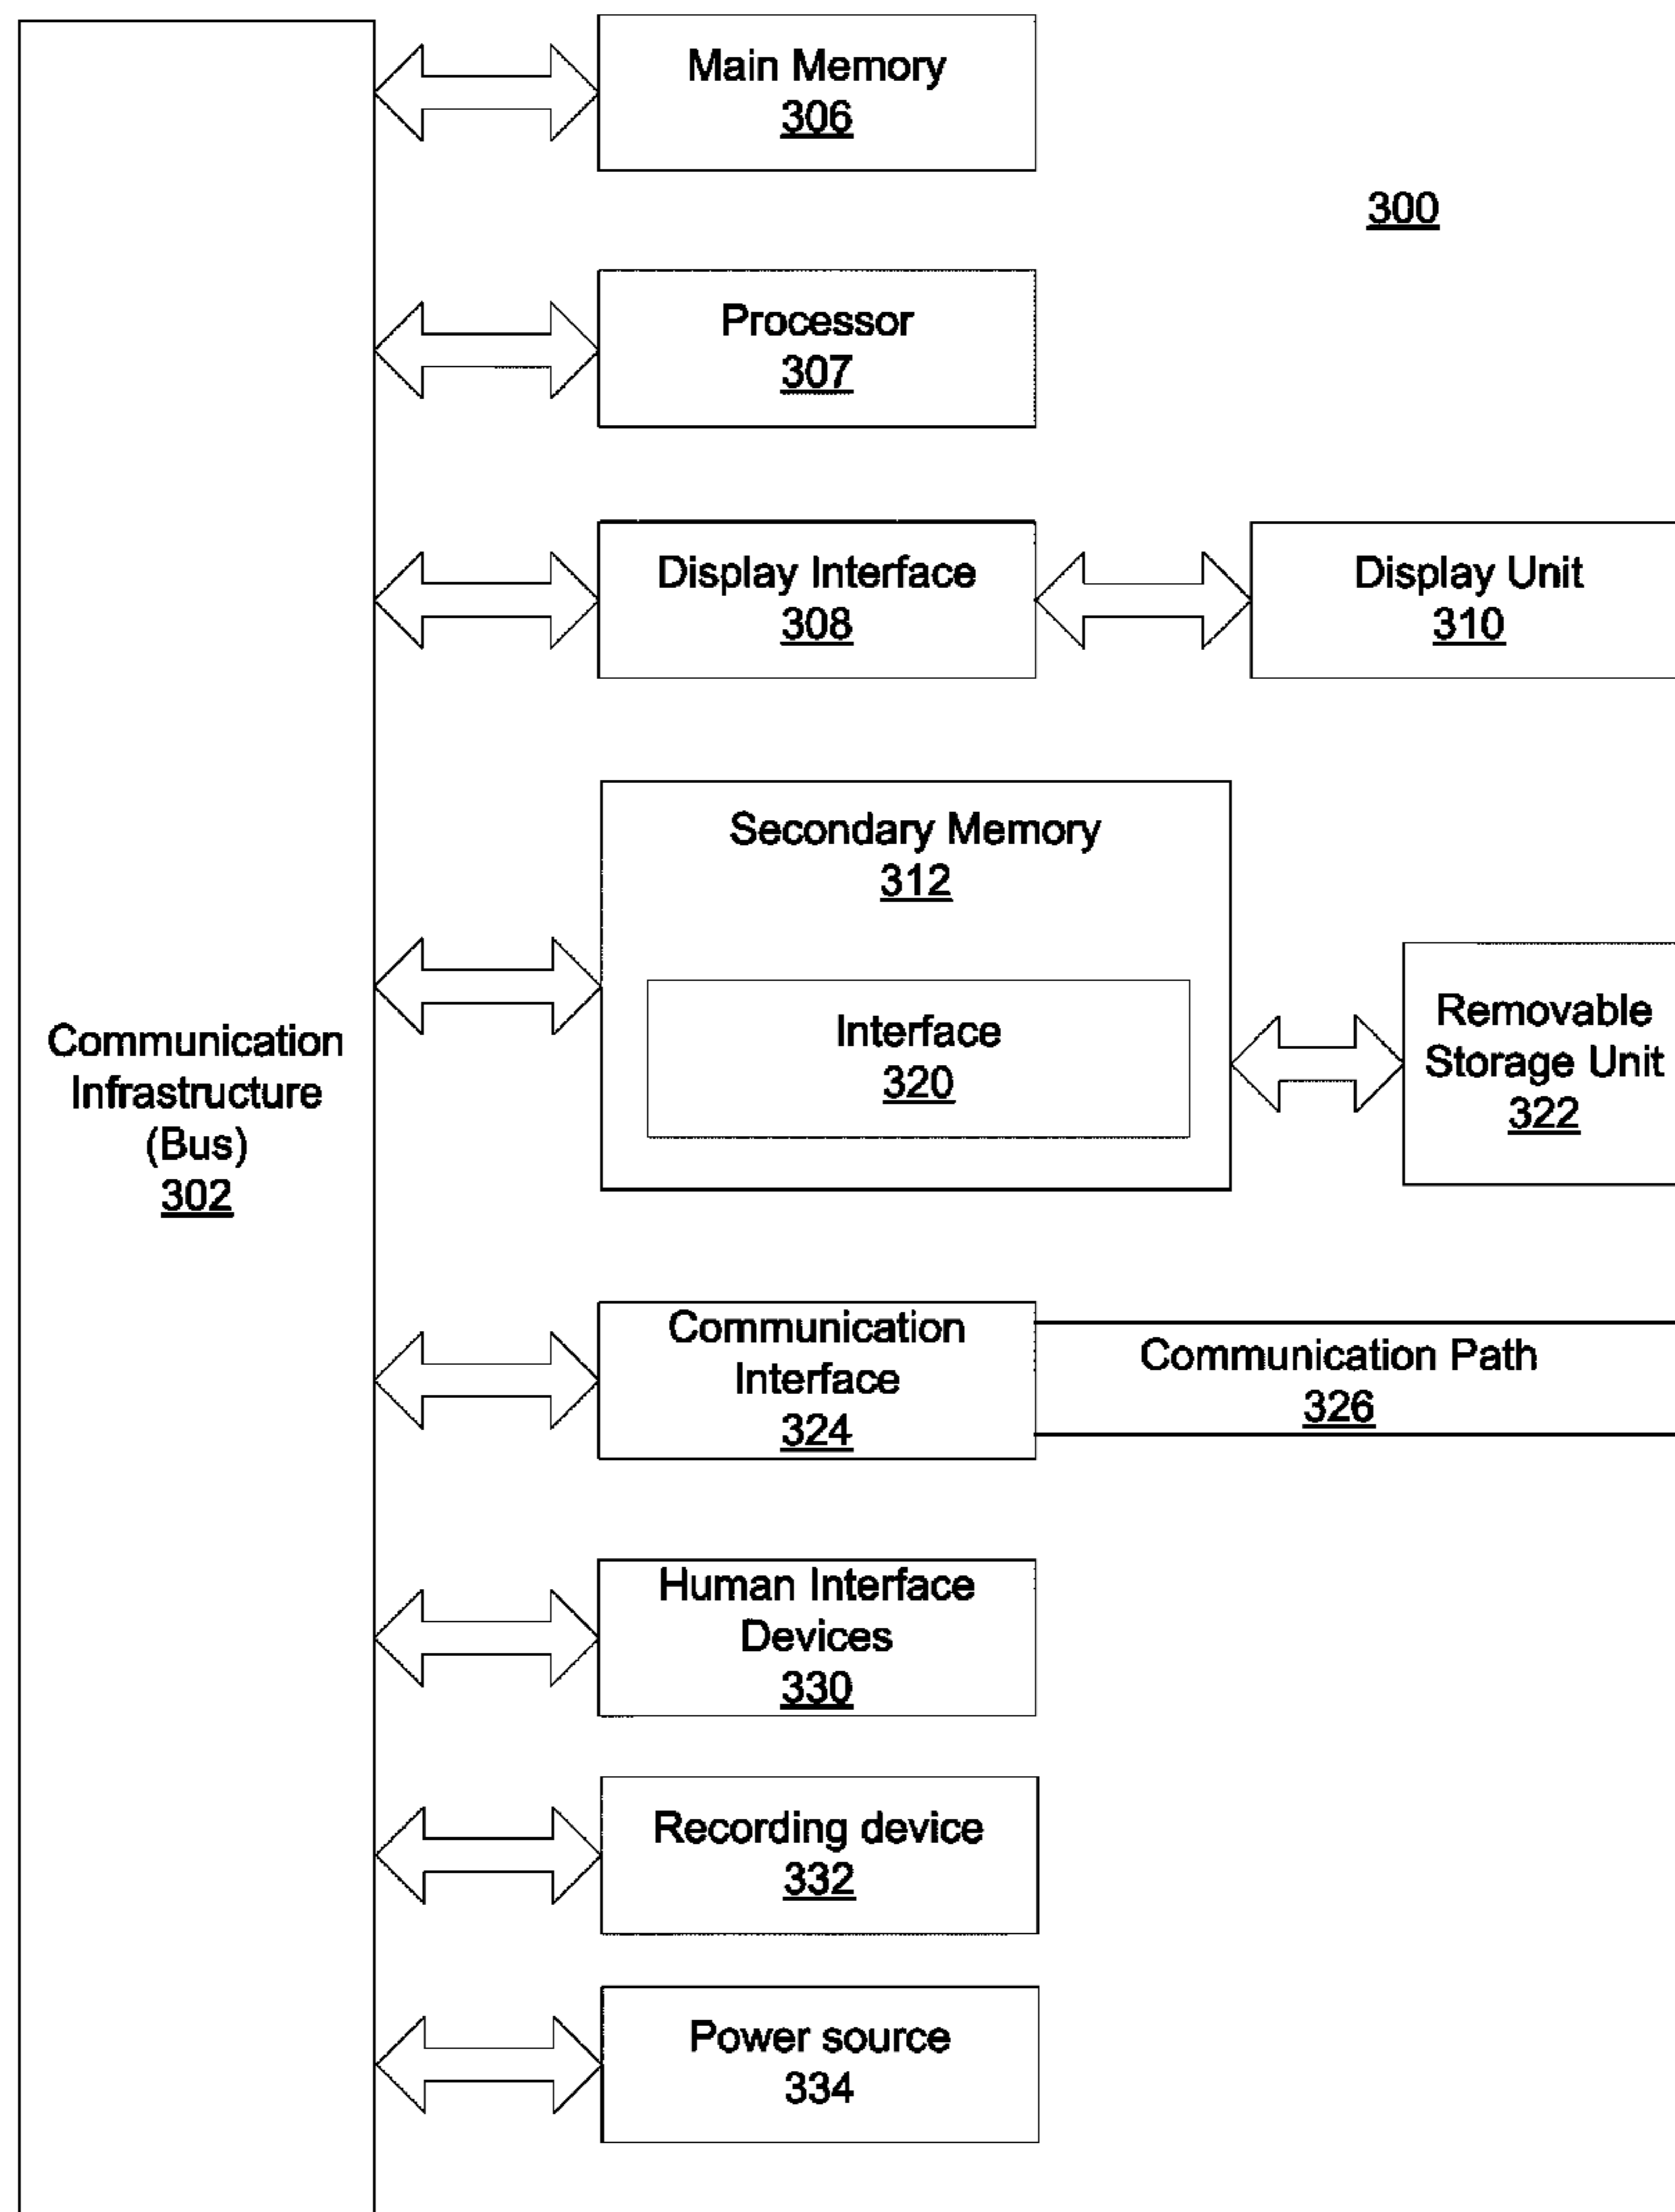 Main Memory
306
300
Processor
307
Display Interface
308
Display Unit
310
Secondary Memory
312
Interface
320
Removable
Storage Unit
322
Communication
Infrastructure
(Bus)
302
Communication
Interface
324
Communication Path
326
Human Interface
Devices
330
Recording device
332
Power source
334